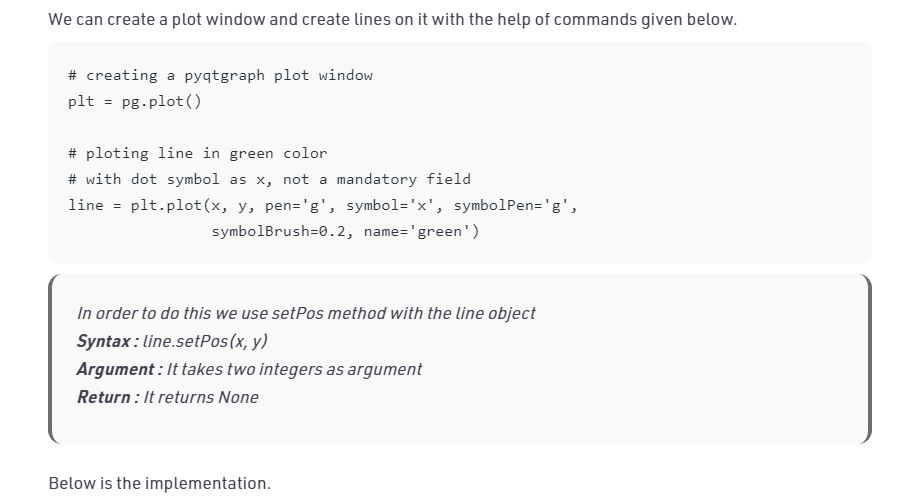 We can create a plot window and create lines on it with the help of commands given below.
# creating a pyqtgraph plot window
plt = pg.plot()
# ploting line in green color
# with dot symbol as x, not a mandatory field
line = plt.plot(x, y, pen='g', symbol='x', symbolPen='g',
symbolBrush=0.2, name='green')
In order to do this we use setPos method with the line object
Syntax : line.setPos(x, y)
Argument : It takes two integers as argument
Return : It returns None
Below is the implementation.